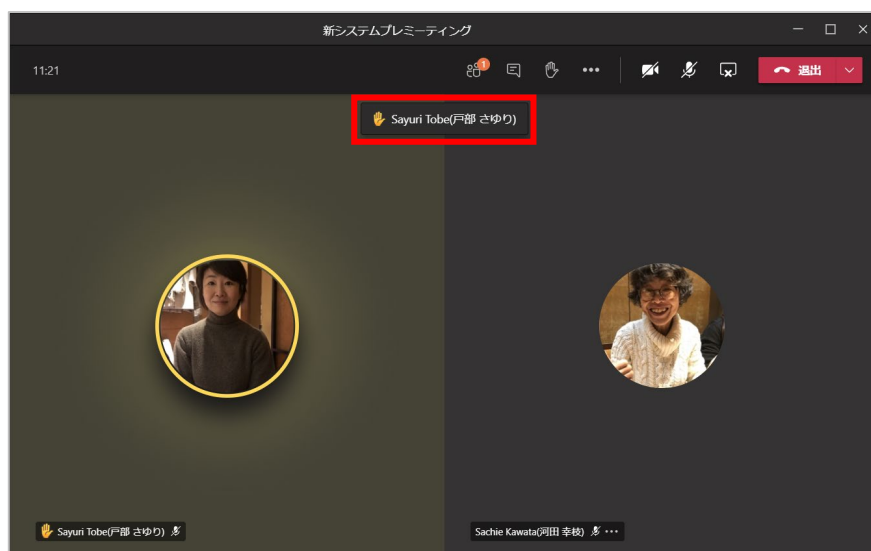 新システムプレミーティング
11:21
1
退出
Sayuri Tobe(戸部 さゆり)
Sayuri Tobe(戸部 さゆり)
Sachie Kawata(河田 幸枝)